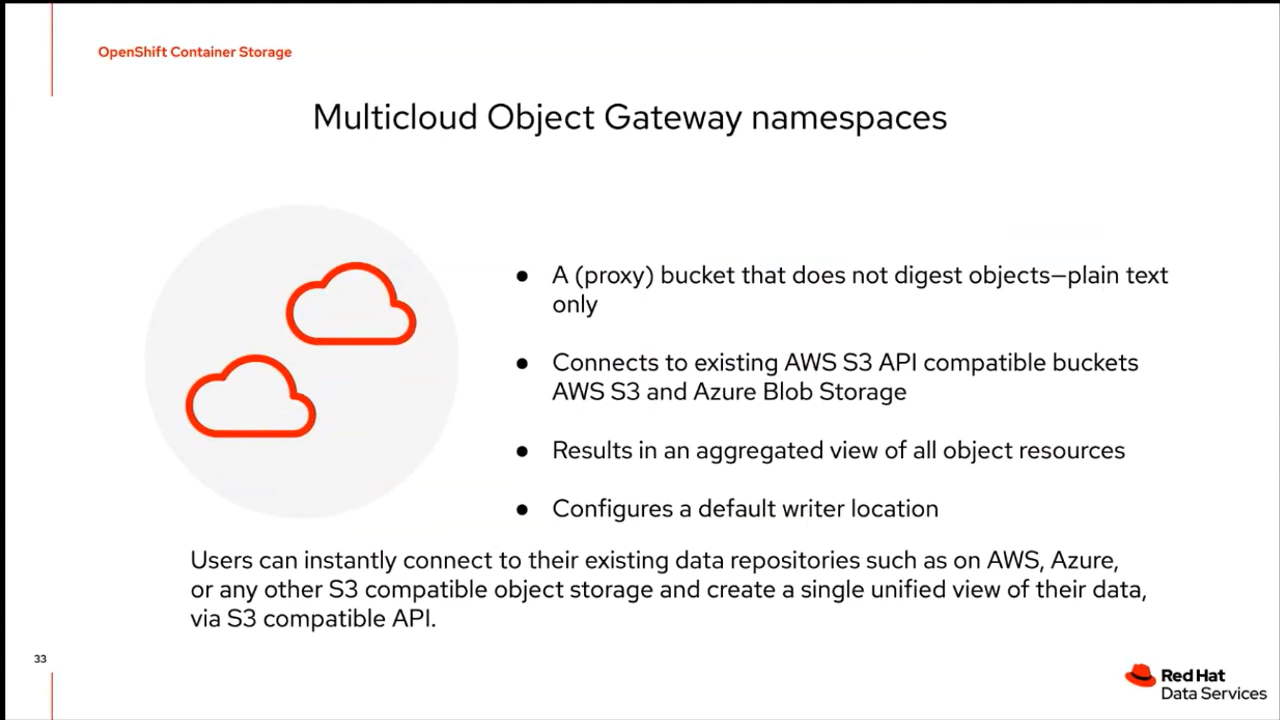 OpenShift Container Storage
Multicloud Object Gateway namespaces
● A (proxy) bucket that does not digest objects—plain text
only
● Connects to existing AWS S3 API compatible buckets
AWS S3 and Azure Blob Storage
● Results in an aggregated view of all object resources
● Configures a default writer location
Users can instantly connect to their existing data repositories such as on AWS, Azure,
or any other S3 compatible object storage and create a single unified view of their data,
via S3 compatible API.
33
Red Hat
Data Services